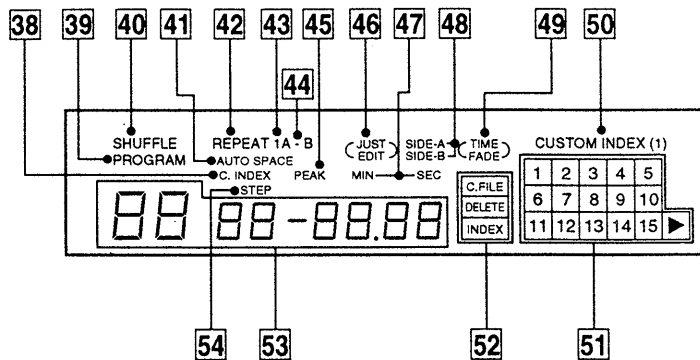 38 39 40 41 42 43 44 45 46 47 48 49 50
SHUFFLE REPEAT 1A - B JUST SIDE-A TIME CUSTOM INDEX (1)
PROGRAM AUTO SPACE EDIT SIDE-B FADE
C. INDEX PEAK MIN SEC
STEP
C.FILE
DELETE
INDEX
1 2 3 4 5
6 7 8 9 10
11 12 13 14 15
88 88-88.88
54 53 52 51